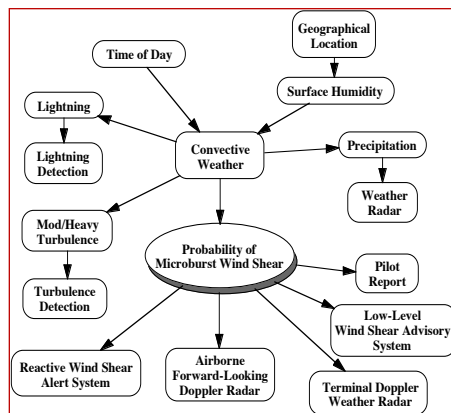 Geographical
Location
Time of Day
Surface Humidity
Lightning
Convective
Weather
Precipitation
Lightning
Detection
Weather
Radar
Mod/Heavy
Turbulence
Probability of
Microburst Wind Shear
Pilot
Report
Turbulence
Detection
Low-Level
Wind Shear Advisory
System
Reactive Wind Shear
Alert System
Airborne
Forward-Looking
Doppler Radar
Terminal Doppler
Weather Radar